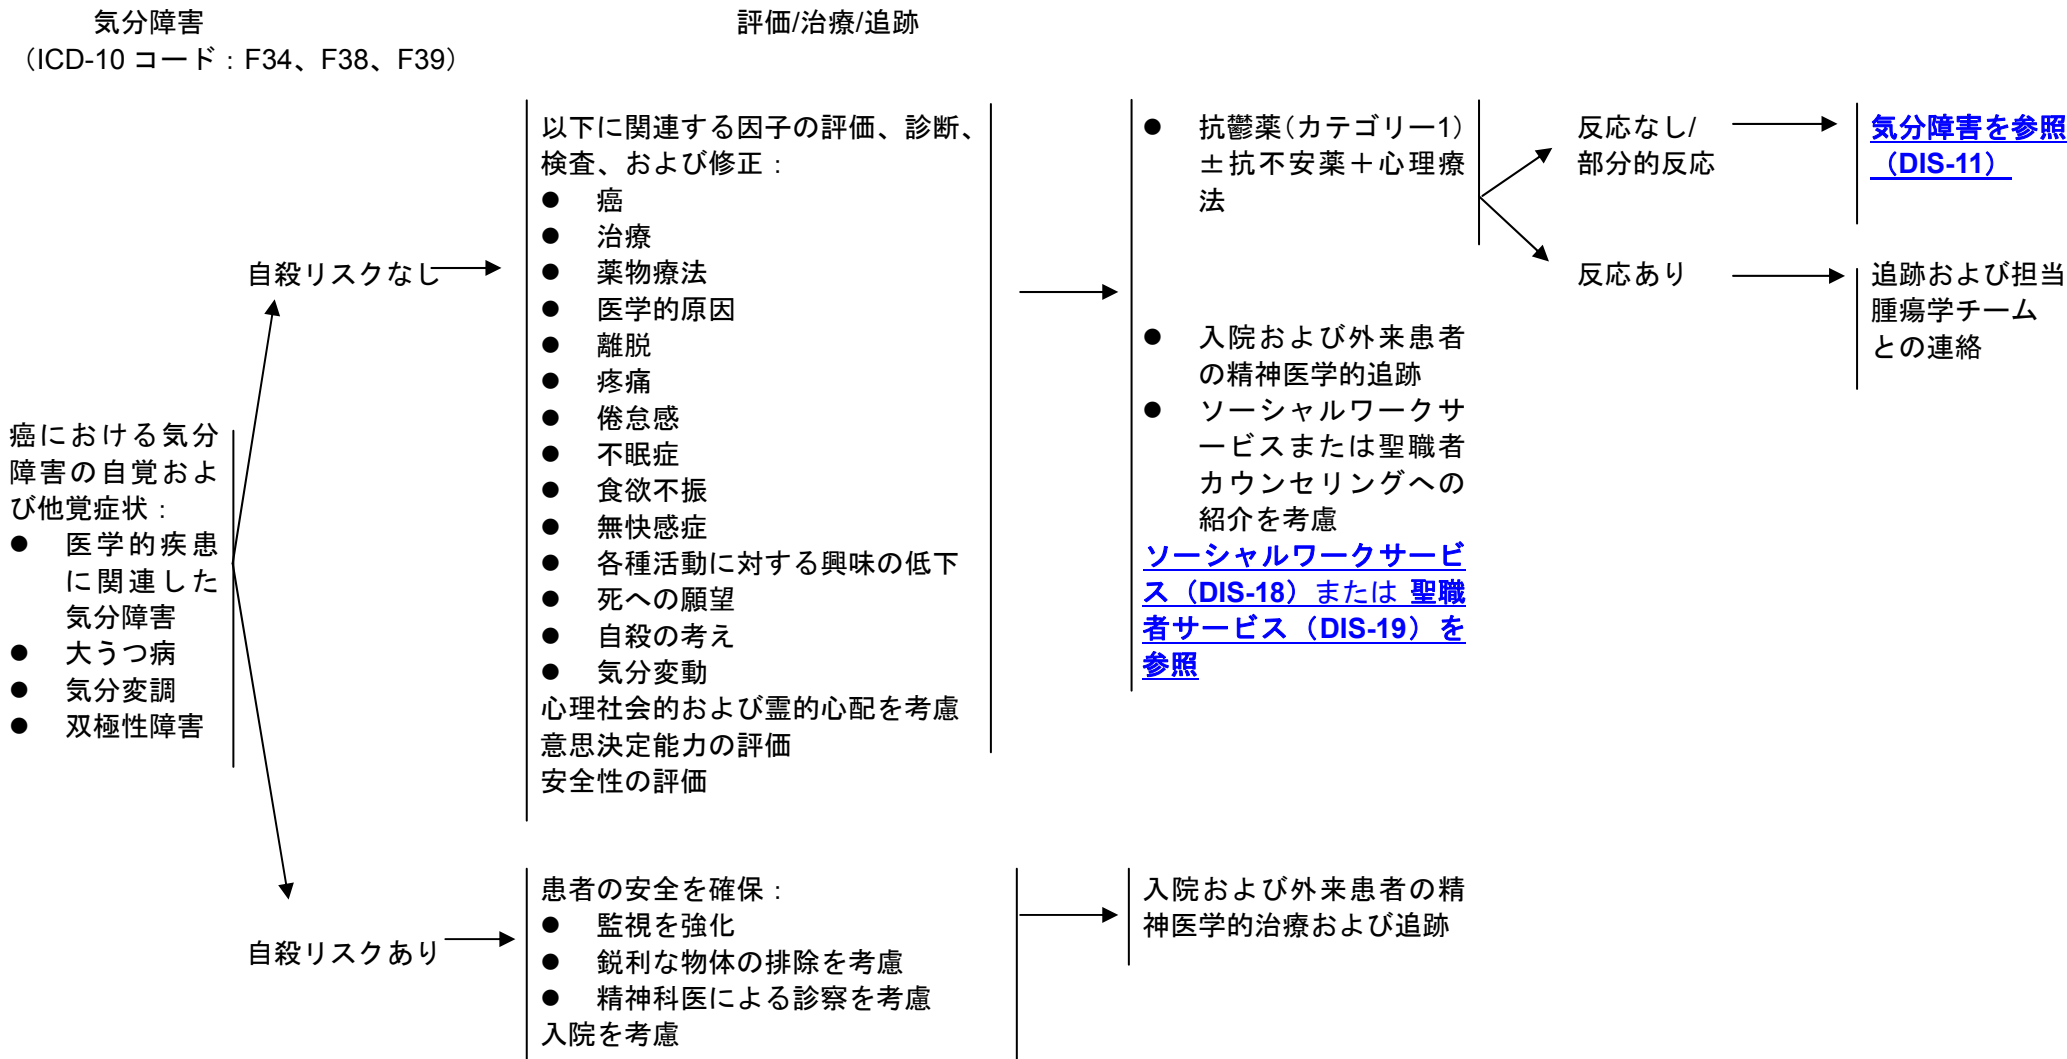 気分障害
（ICD-10 コード：F34、F38、F39）
評価/治療/追跡
癌における気分
障害の自覚およ
び他覚症状：
● 医学的疾患
に関連した
気分障害
● 大うつ病
● 気分変調
● 双極性障害
自殺リスクなし
以下に関連する因子の評価、診断、
検査、および修正：
● 癌
● 治療
● 薬物療法
● 医学的原因
● 離脱
● 疼痛
● 倦怠感
● 不眠症
● 食欲不振
● 無快感症
● 各種活動に対する興味の低下
● 死への願望
● 自殺の考え
● 気分変動
心理社会的および霊的心配を考慮
意思決定能力の評価
安全性の評価
● 抗鬱薬（カテゴリー1）
±抗不安薬＋心理療
法
● 入院および外来患者
の精神医学的追跡
● ソーシャルワークサ
ービスまたは聖職者
カウンセリングへの
紹介を考慮
ソーシャルワークサービ
ス（DIS-18）または 聖職
者サービス（DIS-19）を
参照
反応なし/
部分的反応
気分障害を参照
（DIS-11）
反応あり
追跡および担当
腫瘍学チーム
との連絡
自殺リスクあり
患者の安全を確保：
● 監視を強化
● 鋭利な物体の排除を考慮
● 精神科医による診察を考慮
入院を考慮
入院および外来患者の精
神医学的治療および追跡